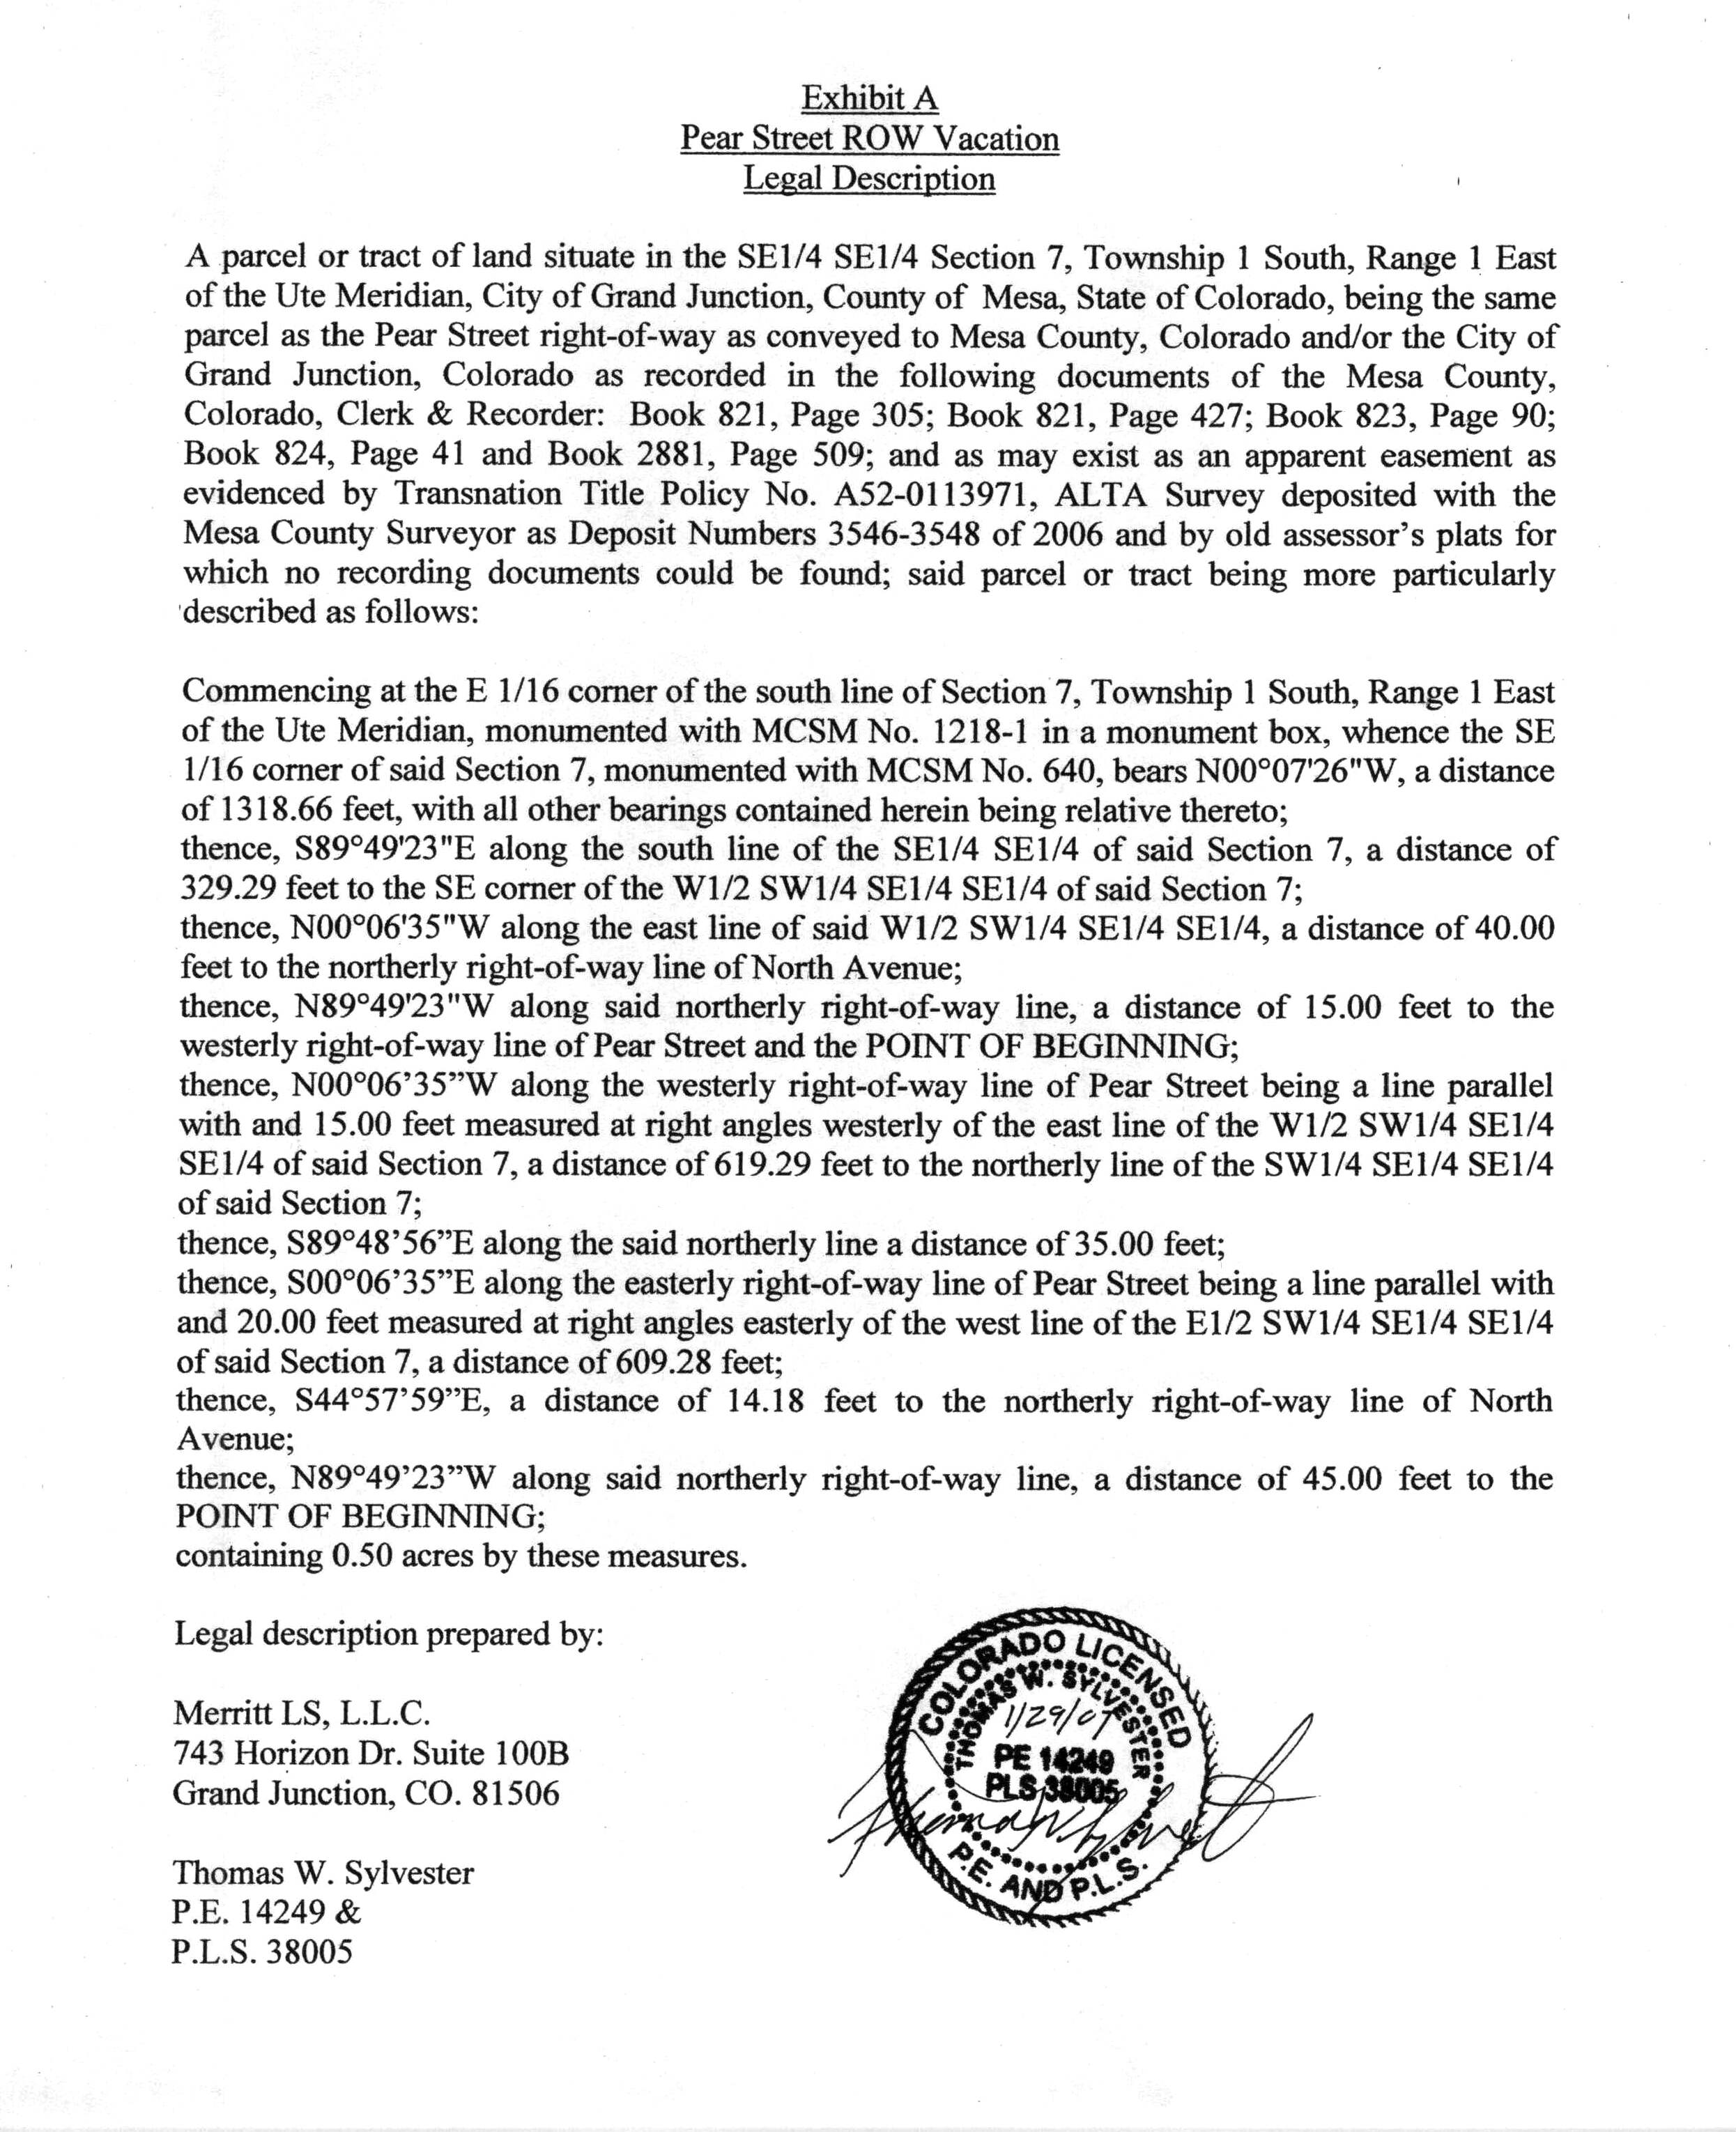 Exhibit A
Pear Street ROW Vacation
Legal Description
A parcel or tract of land situate in the SE1/4 SE1/4 Section 7, Township 1 South, Range 1 East
of the Ute Meridian, City of Grand Junction, County of Mesa, State of Colorado, being the same
parcel as the Pear Street right-of-way as conveyed to Mesa County, Colorado and/or the City of
Grand Junction, Colorado as recorded in the following documents of the Mesa County,
Colorado, Clerk & Recorder: Book 821, Page 305; Book 821, Page 427; Book 823, Page 90;
Book 824, Page 41 and Book 2881, Page 509; and as may exist as an apparent easement as
evidenced by Transnation Title Policy No. A52-0113971, ALTA Survey deposited with the
Mesa County Surveyor as Deposit Numbers 3546-3548 of 2006 and by old assessor's plats for
which no recording documents could be found; said parcel or tract being more particularly
described as follows:
Commencing at the E 1/16 corner of the south line of Section 7, Township 1 South, Range 1 East
of the Ute Meridian, monumented with MCSM No. 1218-1 in a monument box, whence the SE
1/16 corner of said Section 7, monumented with MCSM No. 640, bears N00°07'26"W, a distance
of 1318.66 feet, with all other bearings contained herein being relative thereto;
thence, S89°49'23"E along the south line of the SE1/4 SE1/4 of said Section 7, a distance of
329.29 feet to the SE corner of the W1/2 SW1/4 SE1/4 SE1/4 of said Section 7;
thence, N00°06'35"W along the east line of said W1/2 SW1/4 SE1/4 SE1/4, a distance of 40.00
feet to the northerly right-of-way line of North Avenue;
thence, N89°49'23"W along said northerly right-of-way line, a distance of 15.00 feet to the
westerly right-of-way line of Pear Street and the POINT OF BEGINNING;
thence, N00°06’35”W along the westerly right-of-way line of Pear Street being a line parallel
with and 15.00 feet measured at right angles westerly of the east line of the W1/2 SW1/4 SE1/4
SE1/4 of said Section 7, a distance of 619.29 feet to the northerly line of the SW1/4 SE1/4 SE1/4
of said Section 7;
thence, S89°48’56”E along the said northerly line a distance of 35.00 feet;
thence, S00°06’35”E along the easterly right-of-way line of Pear Street being a line parallel with
and 20.00 feet measured at right angles easterly of the west line of the E1/2 SW1/4 SE1/4 SE1/4
of said Section 7, a distance of 609.28 feet;
thence, S44°57’59”E, a distance of 14.18 feet to the northerly right-of-way line of North
Avenue;
thence, N89°49’23”W along said northerly right-of-way line, a distance of 45.00 feet to the
POINT OF BEGINNING;
containing 0.50 acres by these measures.
Legal description prepared by:
Merritt LS, L.L.C.
743 Horizon Dr. Suite 100B
Grand Junction, CO. 81506
Thomas W. Sylvester
P.E. 14249 &
P.L.S. 38005
COLORADO LICENSED
THOMAS W. SYLVESTER
1/29/07
PE 14249
PLS 38005
P.E. AND P.L.S.